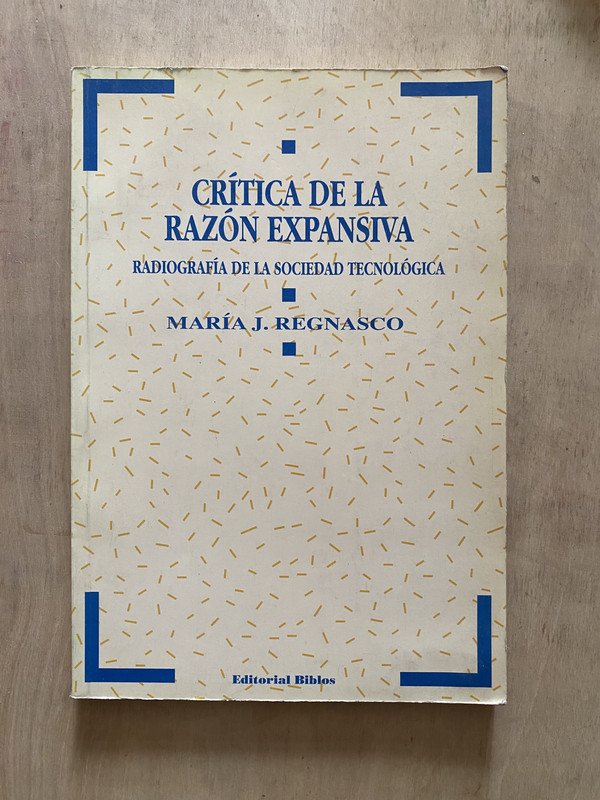 CRÍTICA DE LA
RAZÓN EXPANSIVA
RADIOGRAFÍA DE LA SOCIEDAD TECNOLÓGICA
MARÍA J. REGNASCO
Editorial Biblos